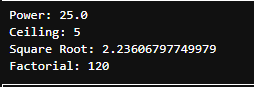 Power: 25.0
Ceiling: 5
Square Root: 2.23606797749979
Factorial: 120